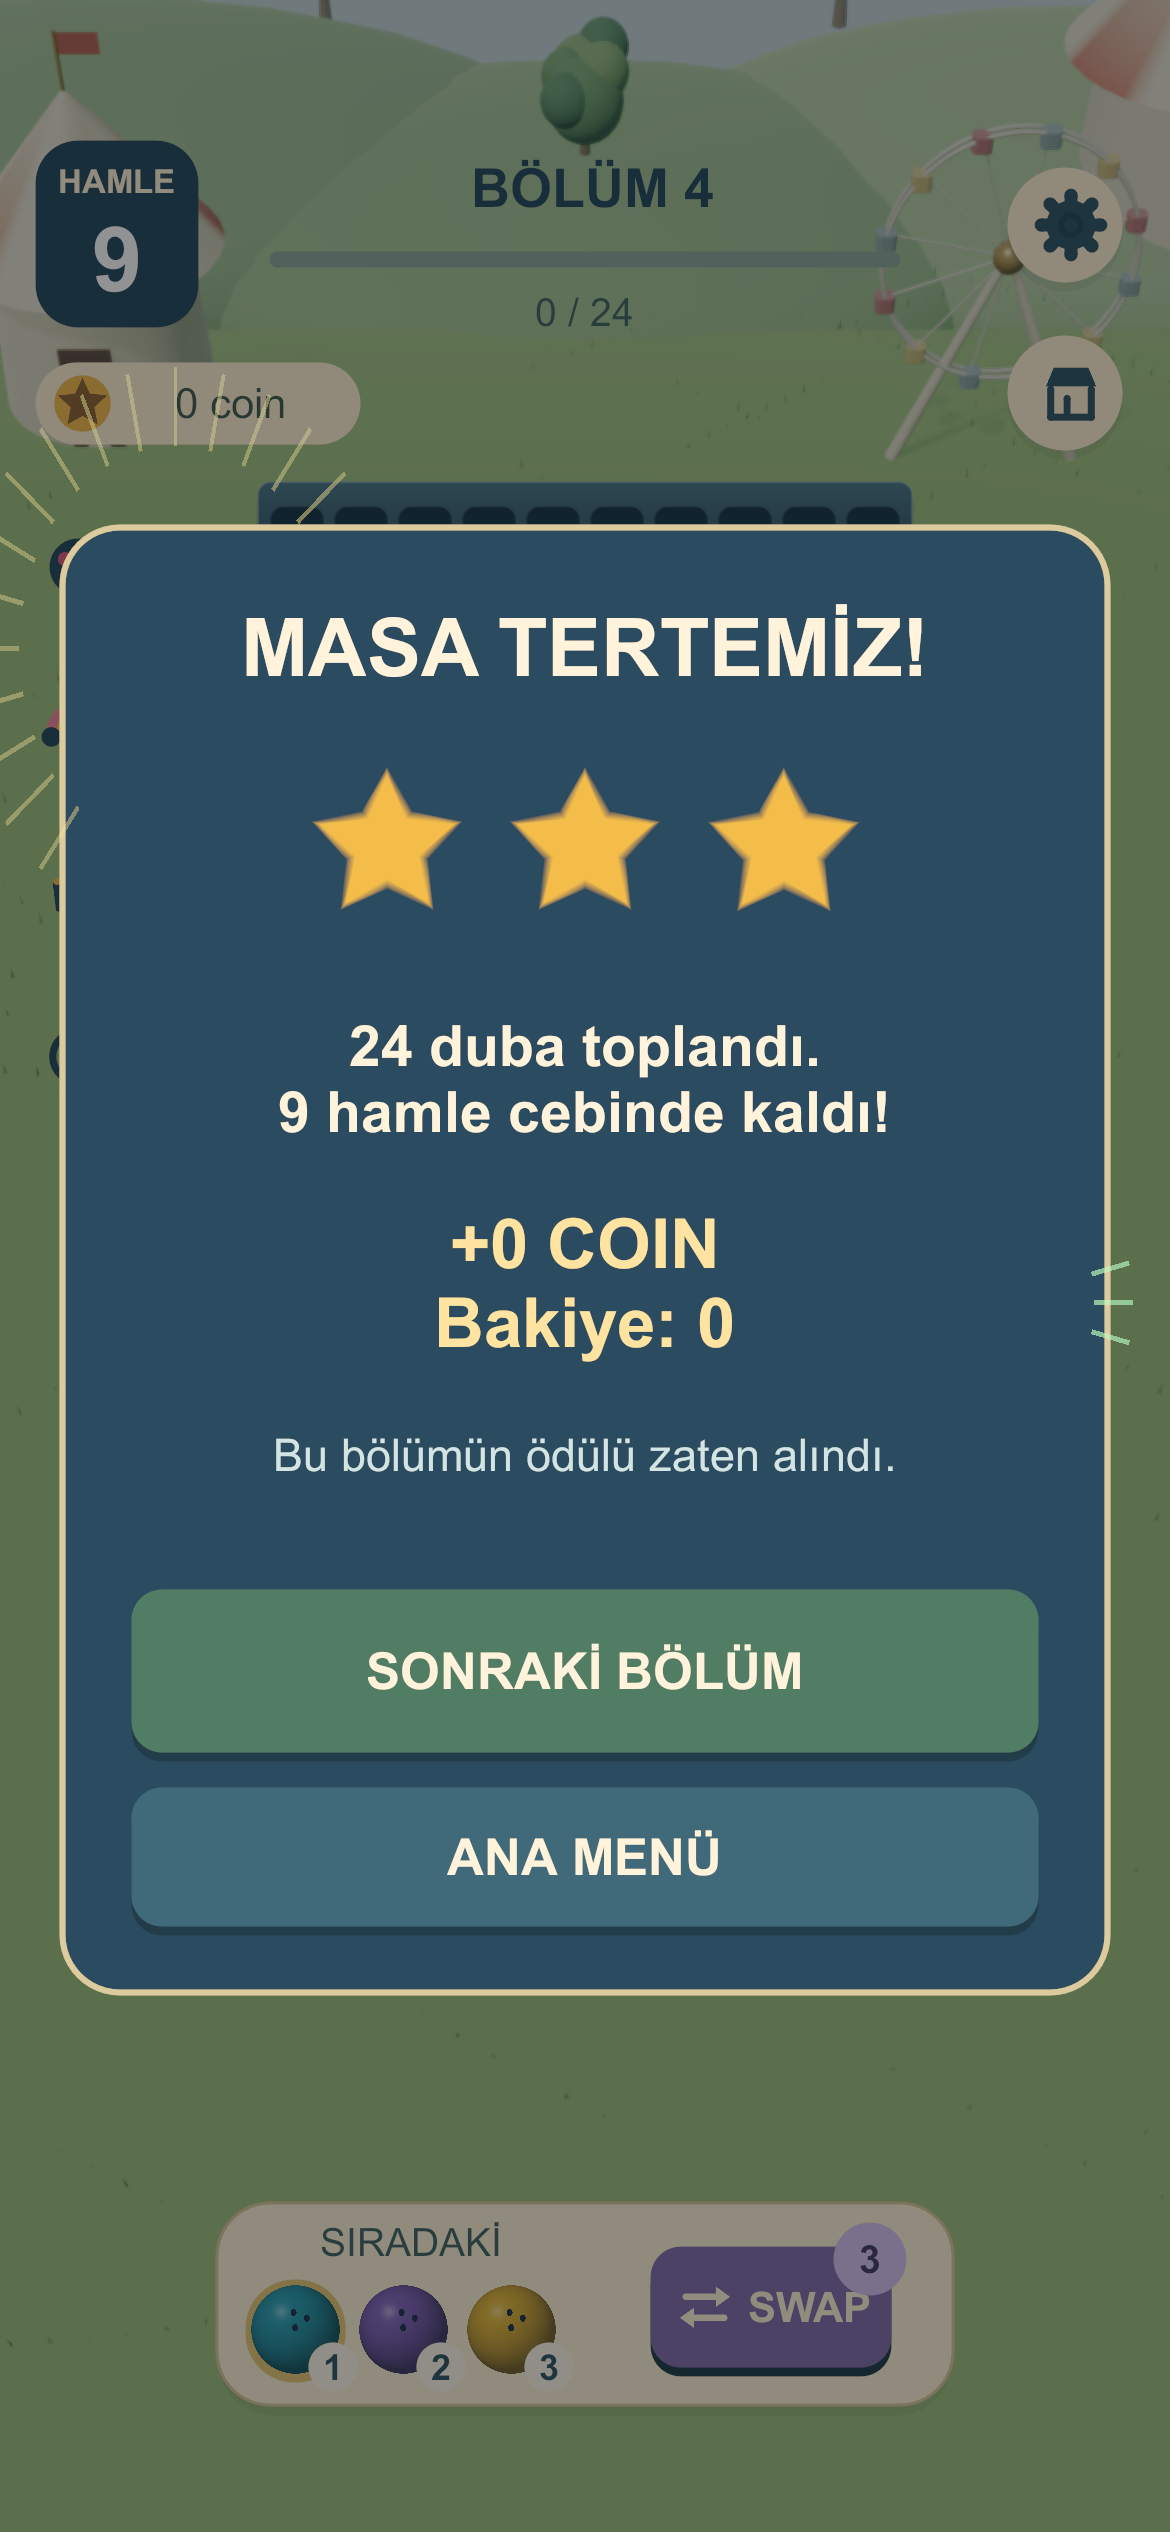 HAMLE
9
BÖLÜM 4
0 / 24
0 coin
MASA TERTEMİZ!
24 duba toplandı.
9 hamle cebinde kaldı!
+0 COIN
Bakiye: 0
Bu bölümün ödülü zaten alındı.
SONRAKİ BÖLÜM
ANA MENÜ
SIRADAKİ
1
2
3
SWAP
3